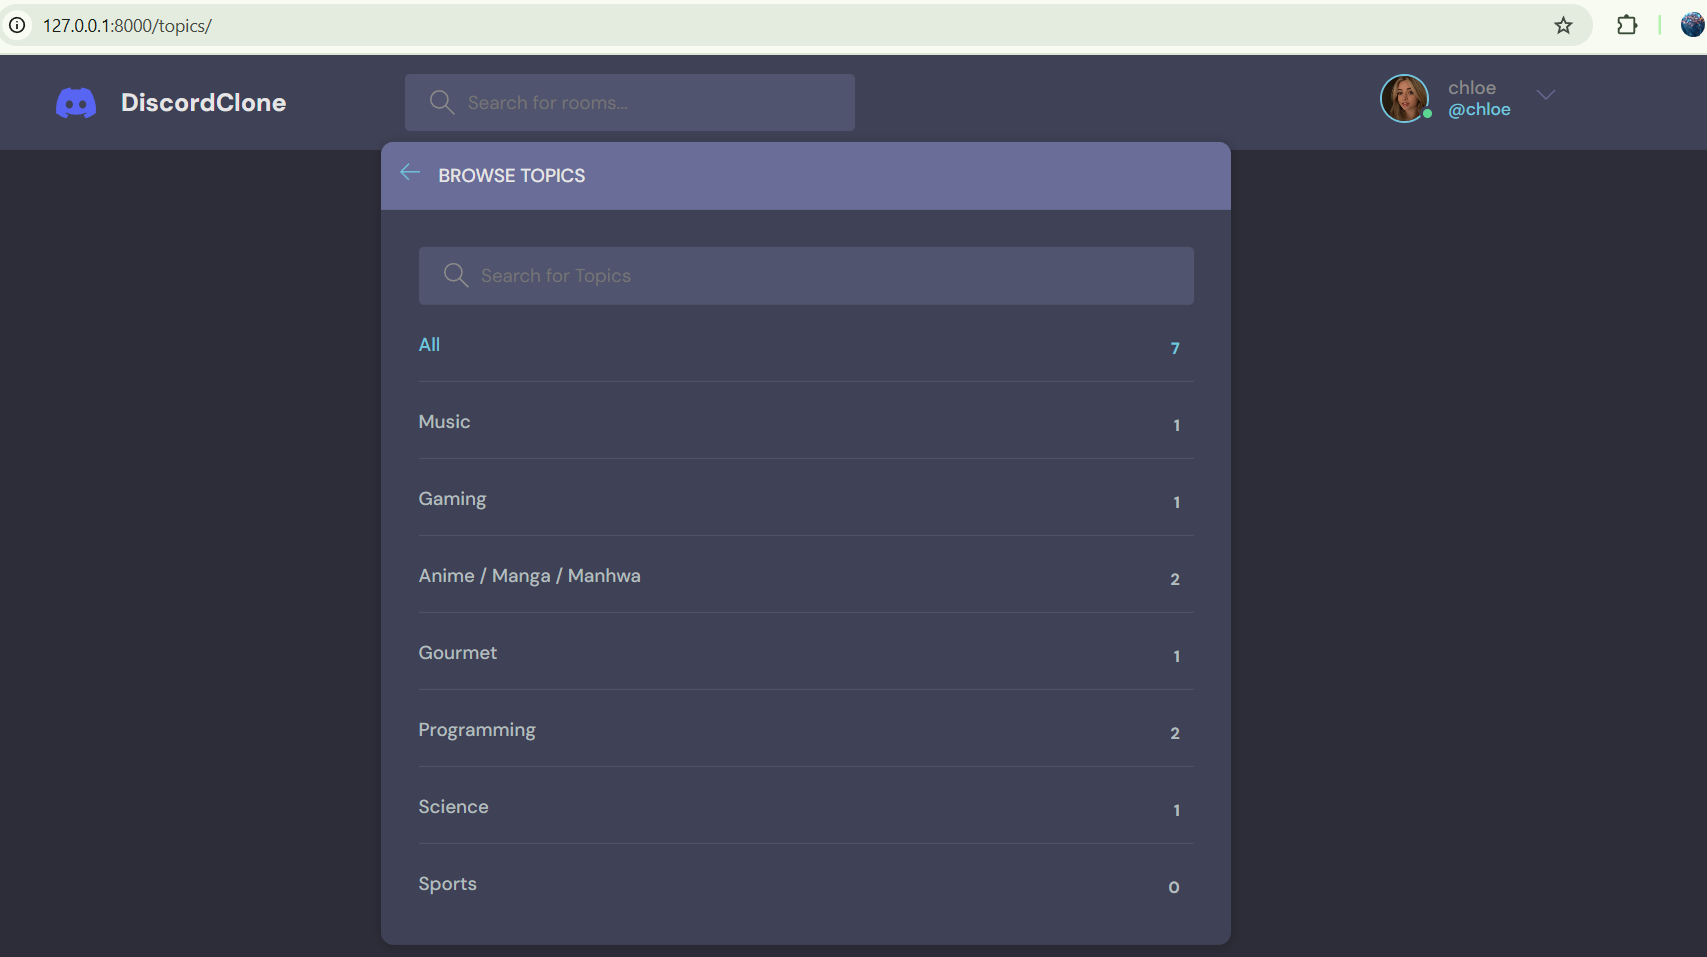 127.0.0.1:8000/topics/
DiscordClone
Search for rooms...
chloe
@chloe
BROWSE TOPICS
Search for Topics
All 7
Music 1
Gaming 1
Anime / Manga / Manhwa 2
Gourmet 1
Programming 2
Science 1
Sports 0